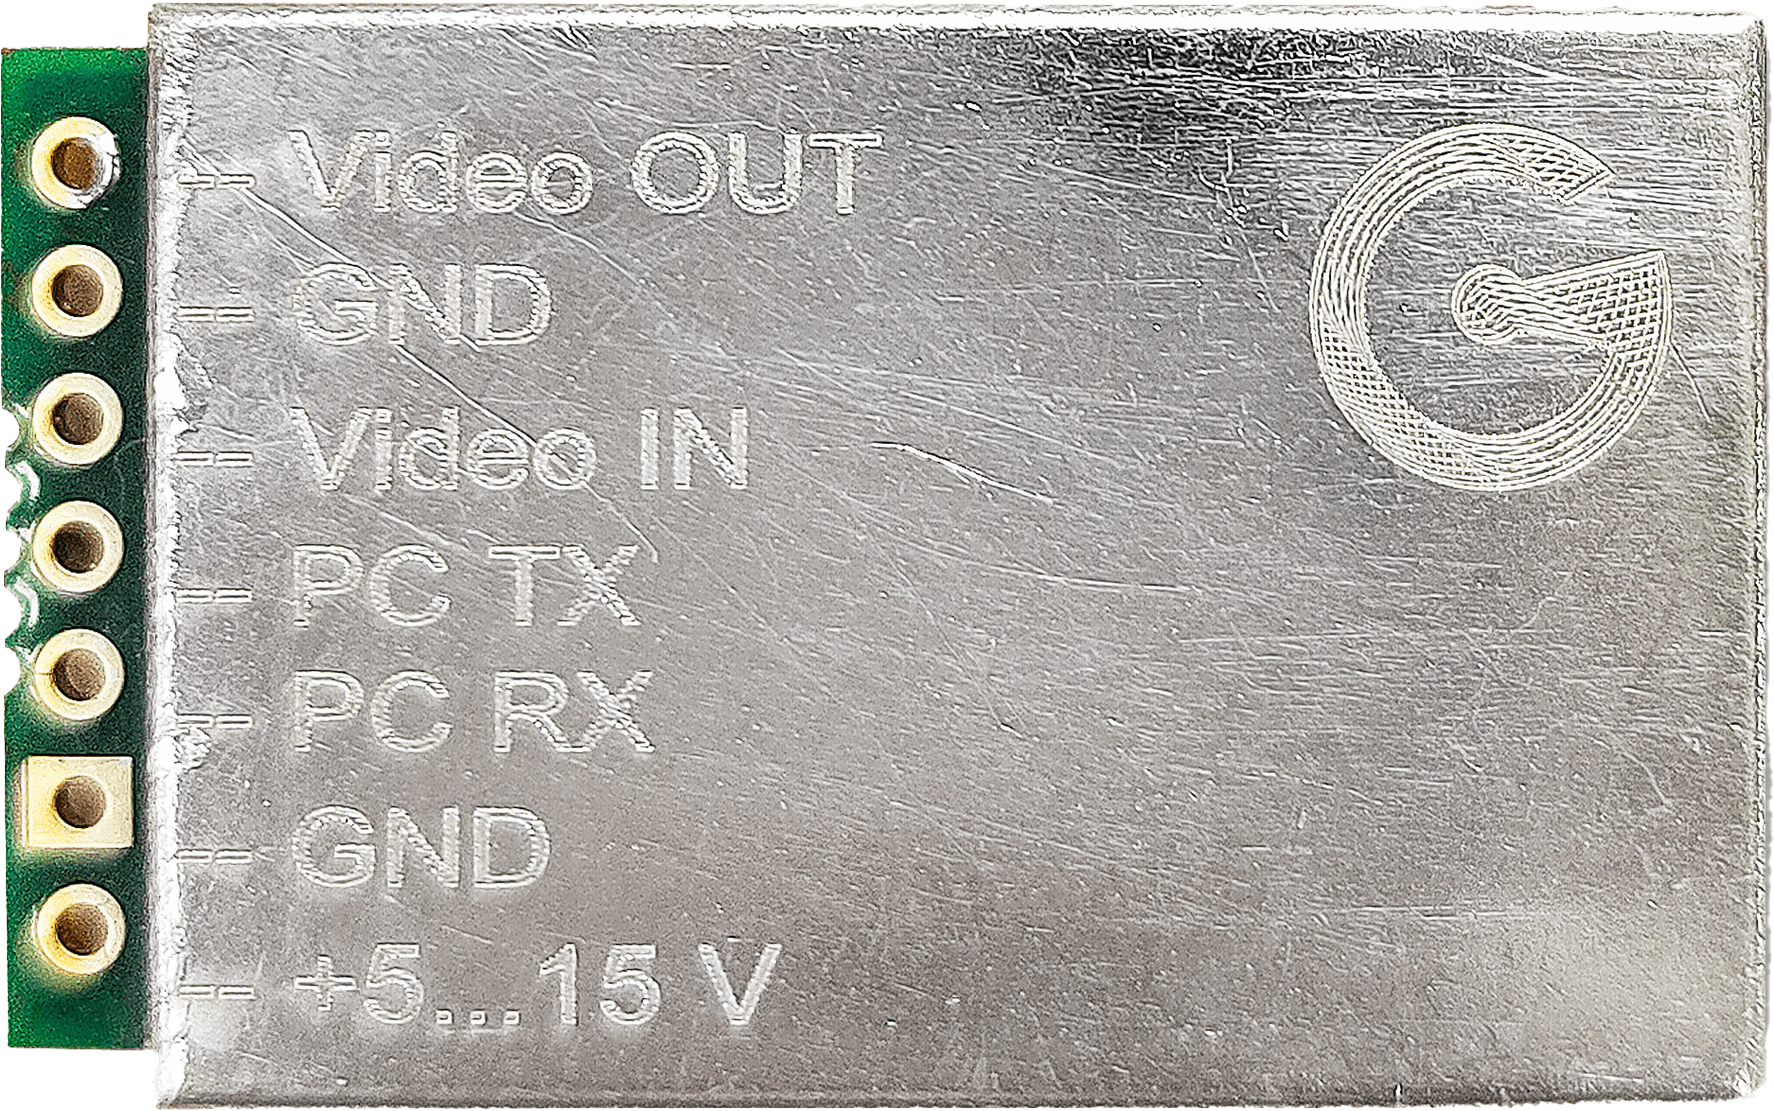 -- Video OUT
-- GND
-- Video IN
-- PC TX
-- PC RX
-- GND
-- +5...15 V
G